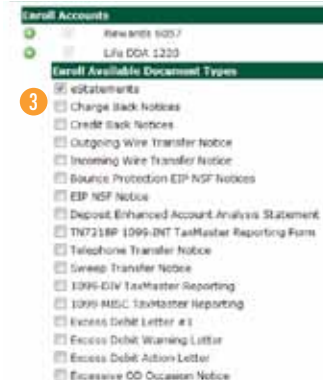 Enroll Accounts
Rewards 6057
Life DDA 1220
Enroll Available Document Types
3
eStatements
Charge Back Notices
Credit Back Notices
Outgoing Wire Transfer Notice
Incoming Wire Transfer Notice
Bounce Protection EIP NSF Notices
EIP NSF Notice
Deposit Enhanced Account Analysis Statement
TN7218P 1099-INT TaxMaster Reporting Form
Telephone Transfer Notice
Sweep Transfer Notice
1099-DIV TaxMaster Reporting
1099-MISC TaxMaster Reporting
Excess Debit Letter #1
Excess Debit Warning Letter
Excess Debit Action Letter
Excessive OD Occasion Notice